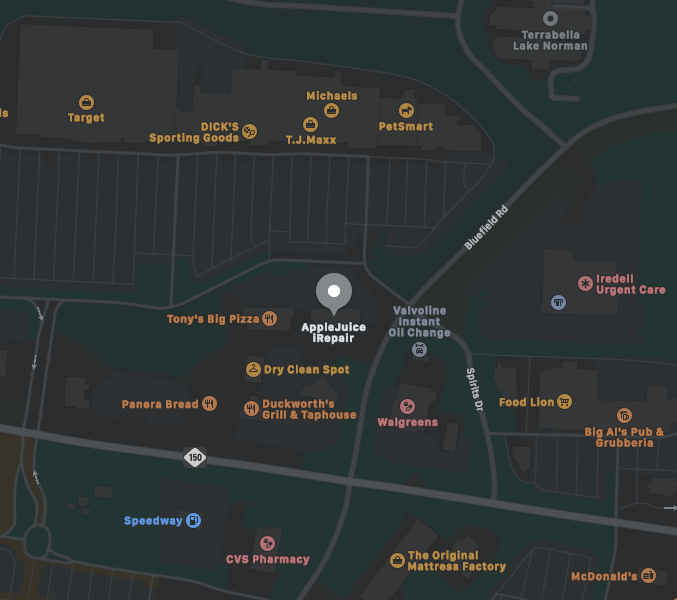 Terrabella
Lake Norman
ls
Target
Michaels
DICK'S
Sporting Goods
T.J.Maxx
PetSmart
Bluefield Rd
Iredell
Urgent Care
Tony's Big Pizza
AppleJuice
iRepair
Valvoline
Instant
Oil Change
Dry Clean Spot
Spirits Dr
Panera Bread
Duckworth's
Grill & Taphouse
Walgreens
Food Lion
Big Al's Pub &
Grubberia
150
Speedway
CVS Pharmacy
The Original
Mattress Factory
McDonald's